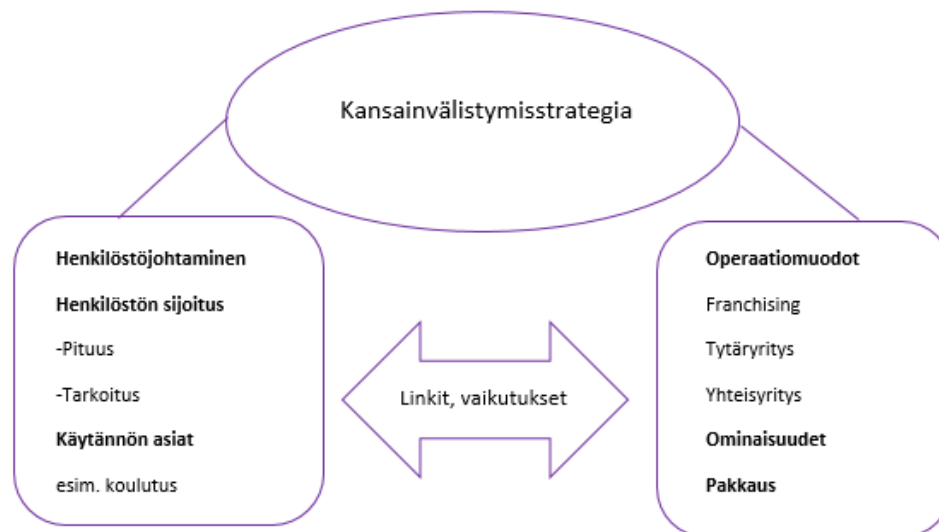 Kansainvälistymisstrategia
Henkilöstöjohtaminen
Henkilöstön sijoitus
-Pituus
-Tarkoitus
Käytännön asiat
esim. koulutus
Linkit, vaikutukset
Operaatiomuodot
Franchising
Tytäryritys
Yhteisyritys
Ominaisuudet
Pakkaus